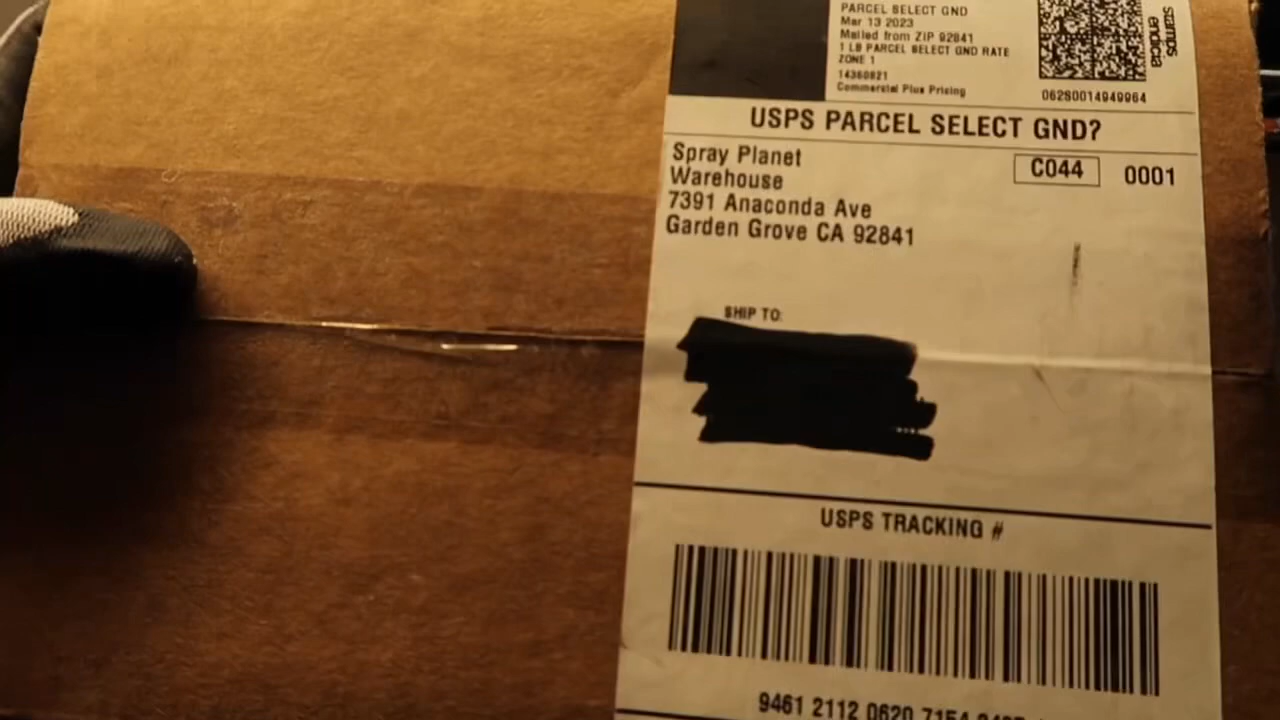 PARCEL SELECT GND
Mar 13 2023
Mailed from ZIP 92841
1 LB PARCEL SELECT GND RATE
ZONE 1
14360821
Commercial Plus Pricing
stamps
endicia
062S0014949964
USPS PARCEL SELECT GND?
Spray Planet
Warehouse
7391 Anaconda Ave
Garden Grove CA 92841
C044 0001
SHIP TO:
USPS TRACKING #
9461 2112 0620 7154